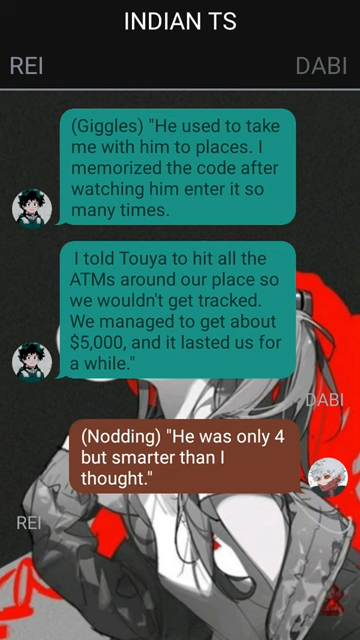 INDIAN TS
REI
DABI
(Giggles) "He used to take
me with him to places. I
memorized the code after
watching him enter it so
many times.
I told Touya to hit all the
ATMs around our place so
we wouldn't get tracked.
We managed to get about
$5,000, and it lasted us for
a while."
DABI
(Nodding) "He was only 4
but smarter than I
thought."
REI